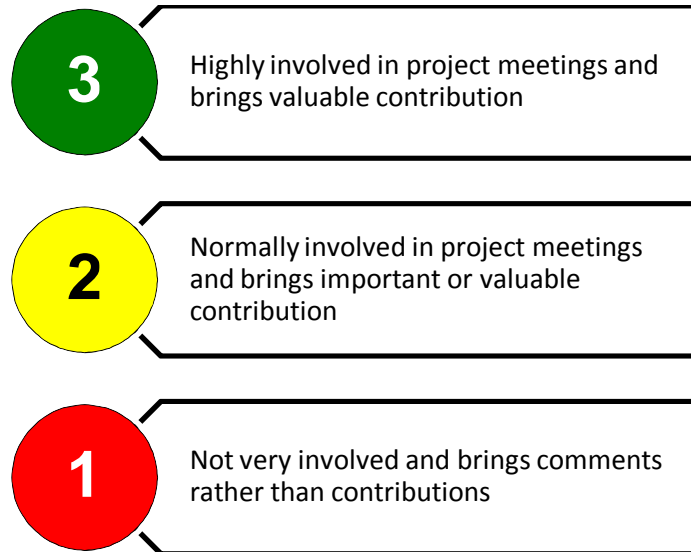 3
Highly involved in project meetings and
brings valuable contribution
2
Normally involved in project meetings
and brings important or valuable
contribution
1
Not very involved and brings comments
rather than contributions